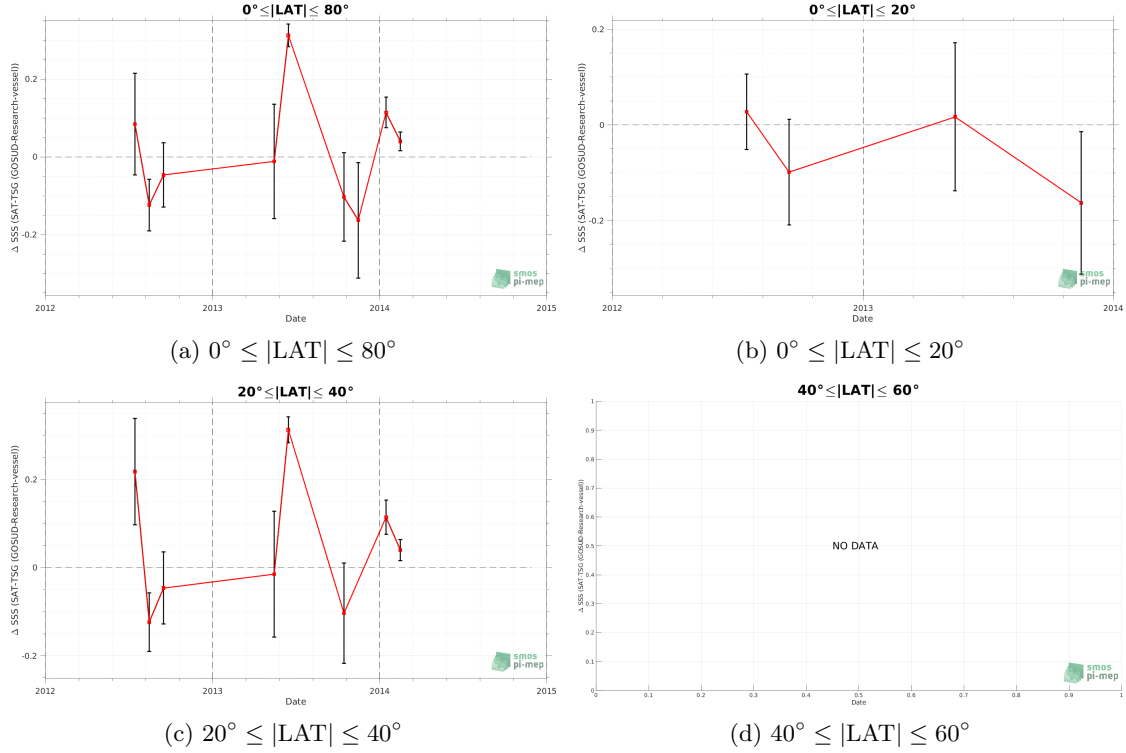 0°≤|LAT|≤ 80°
Δ SSS (SAT-TSG (GOSUD-Research-vessel))
0.2
0
-0.2
2012
2013
2014
2015
Date
smos
pi-mep
(a) 0° ≤ |LAT| ≤ 80°
0°≤|LAT|≤ 20°
Δ SSS (SAT-TSG (GOSUD-Research-vessel))
0.2
0
-0.2
2012
2013
2014
Date
smos
pi-mep
(b) 0° ≤ |LAT| ≤ 20°
20°≤|LAT|≤ 40°
Δ SSS (SAT-TSG (GOSUD-Research-vessel))
0.2
0
-0.2
2012
2013
2014
2015
Date
smos
pi-mep
(c) 20° ≤ |LAT| ≤ 40°
40°≤|LAT|≤ 60°
Δ SSS (SAT-TSG (GOSUD-Research-vessel))
1
0.9
0.8
0.7
0.6
0.5
0.4
0.3
0.2
0.1
0
NO DATA
0
0.1
0.2
0.3
0.4
0.5
0.6
0.7
0.8
0.9
1
Date
smos
pi-mep
(d) 40° ≤ |LAT| ≤ 60°